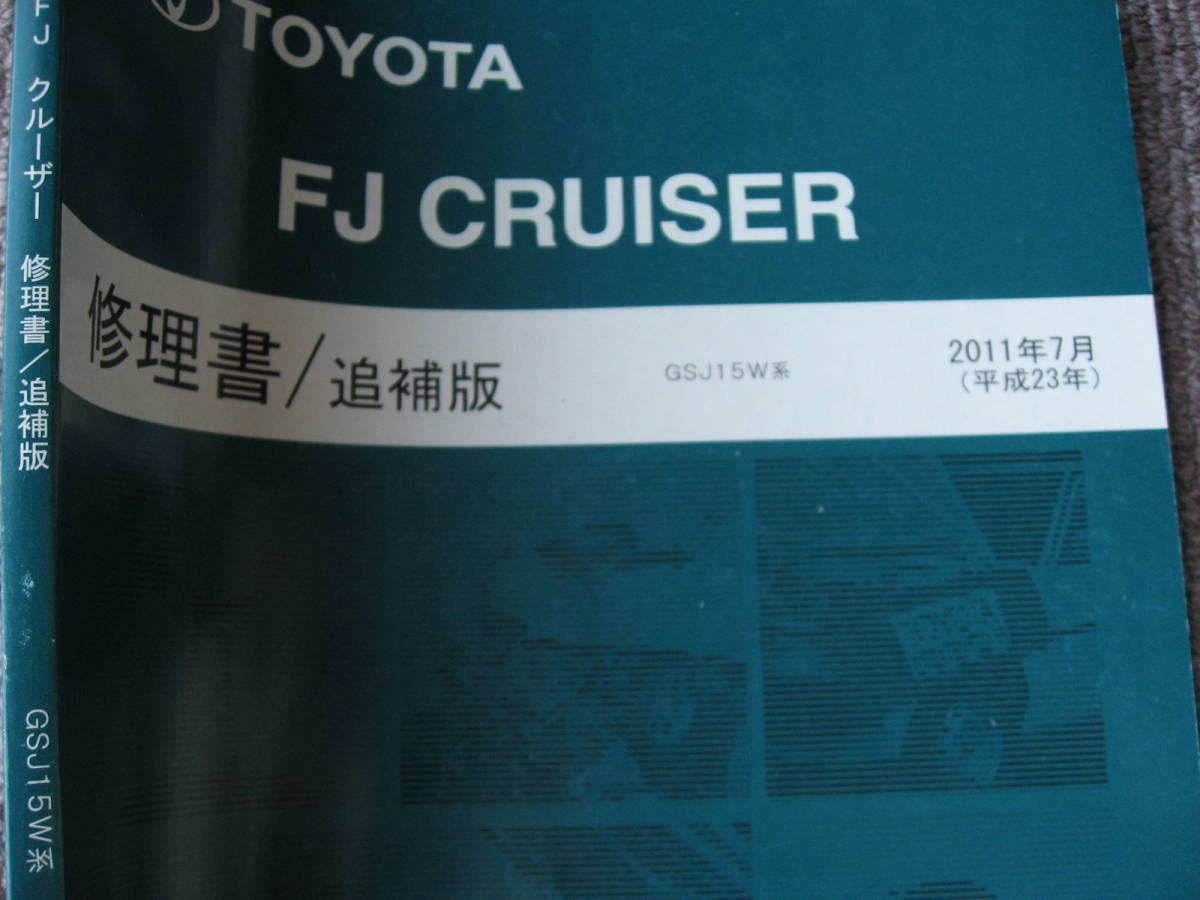 TOYOTA
FJ CRUISER
修理書/追補版
GSJ15W系
2011年7月
(平成23年)
FJ クルーザー 修理書/追補版 GSJ15W系